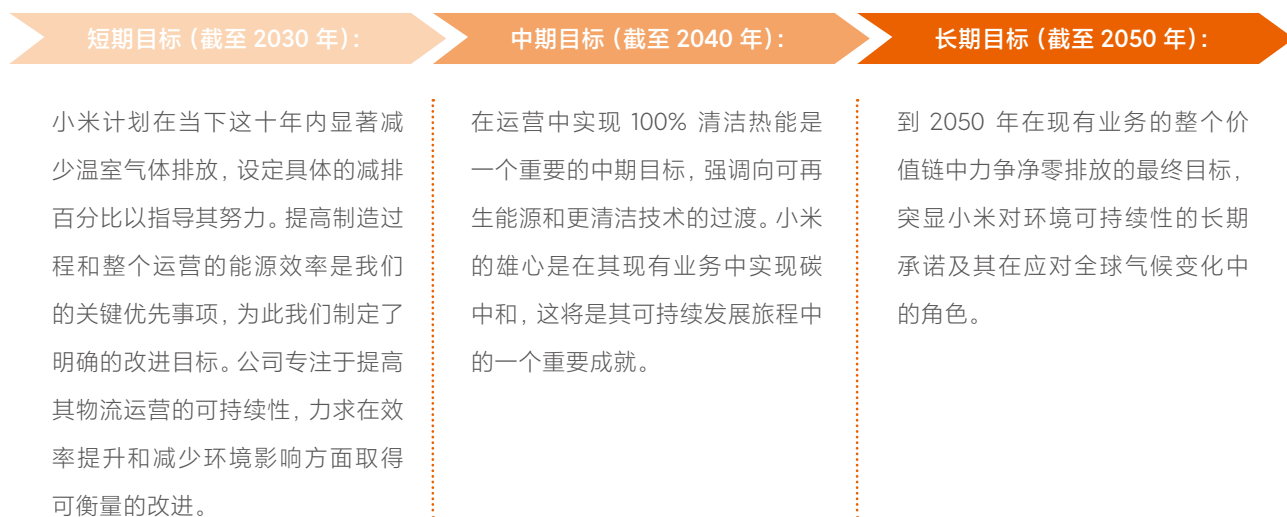 短期目标（截至 2030 年）：
小米计划在当下这十年内显著减
少温室气体排放，设定具体的减排
百分比以指导其努力。提高制造过
程和整个运营的能源效率是我们
的关键优先事项，为此我们制定了
明确的改进目标。公司专注于提高
其物流运营的可持续性，力求在效
率提升和减少环境影响方面取得
可衡量的改进。
中期目标（截至 2040 年）：
在运营中实现 100% 清洁热能是
一个重要的中期目标，强调向可再
生能源和更清洁技术的过渡。小米
的雄心是在其现有业务中实现碳
中和，这将是其可持续发展旅程中
的一个重要成就。
长期目标（截至 2050 年）：
到 2050 年在现有业务的整个价
值链中力争净零排放的最终目标，
突显小米对环境可持续性的长期
承诺及其在应对全球气候变化中
的角色。